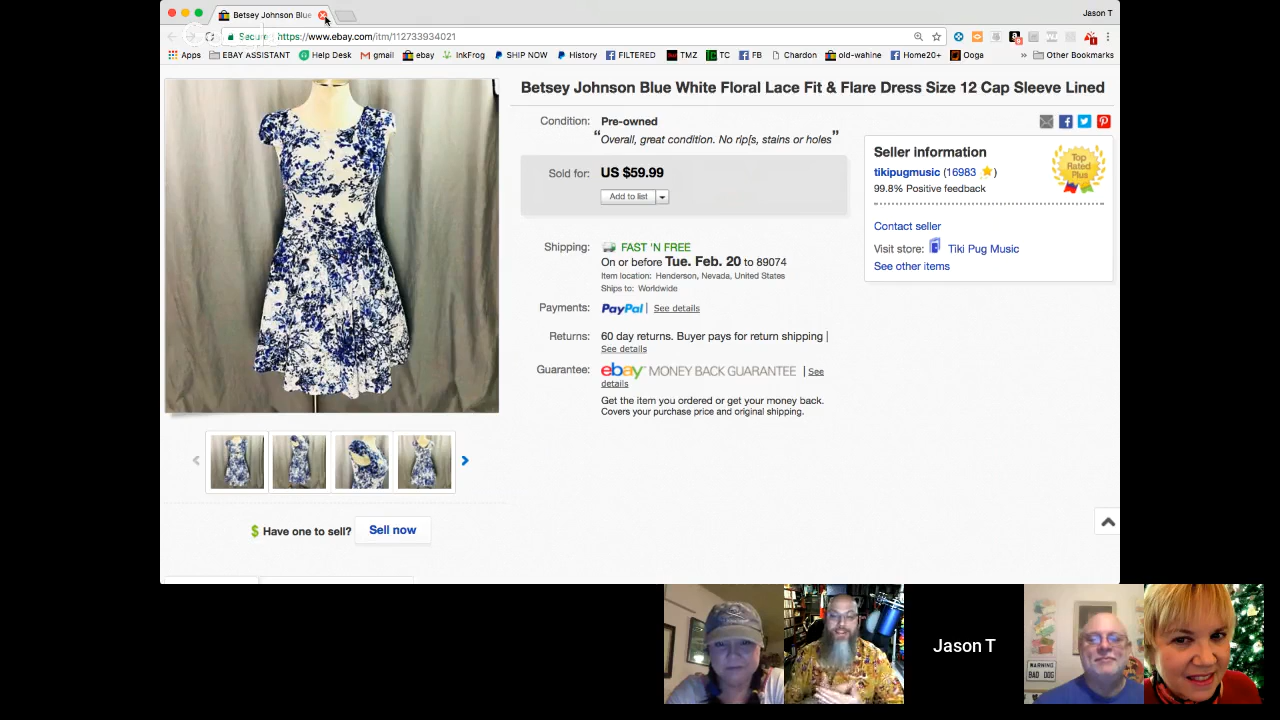 Betsey Johnson Blue
Jason T
Secure
https://www.ebay.com/itm/112733934021
Apps EBAY ASSISTANT Help Desk gmail ebay InkFrog SHIP NOW History FILTERED TMZ TC FB Chardon old-wahine Home20+ Ooga » Other Bookmarks
Betsey Johnson Blue White Floral Lace Fit & Flare Dress Size 12 Cap Sleeve Lined
Condition: Pre-owned
“Overall, great condition. No rip[s, stains or holes”
Sold for: US $59.99
Add to list
Shipping: FAST 'N FREE
On or before Tue. Feb. 20 to 89074
Item location: Henderson, Nevada, United States
Ships to: Worldwide
Payments: PayPal | See details
Returns: 60 day returns. Buyer pays for return shipping |
See details
Guarantee: ebay MONEY BACK GUARANTEE | See
details
Get the item you ordered or get your money back.
Covers your purchase price and original shipping.
Seller information
tikipugmusic (16983 )
99.8% Positive feedback
Top
Rated
Plus
Contact seller
Visit store: Tiki Pug Music
See other items
$ Have one to sell? Sell now
Jason T
WARNING
BAD DOG